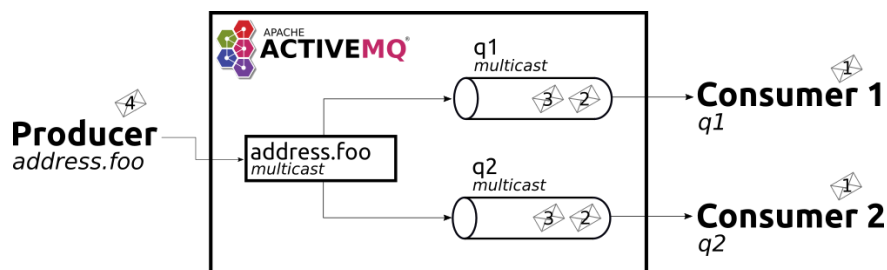 APACHE
ACTIVEMQ®
4
Producer
address.foo
address.foo
multicast
q1
multicast
3 2
q2
multicast
3 2
1
Consumer 1
q1
1
Consumer 2
q2